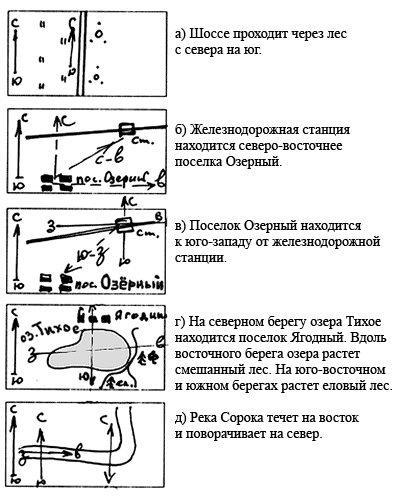 С
С
Ю
Ю
а) Шоссе проходит через лес
с севера на юг.
С
С
ст.
С-В
Ю
Ю
пос. Озерный
В
б) Железнодорожная станция
находится северо-восточнее
поселка Озерный.
С
С
З
В
ст.
Ю-З
Ю
Ю
пос. Озёрный
в) Поселок Озерный находится
к юго-западу от железнодорожной
станции.
С
Ягодный
оз. Тихое
З
В
Ю
Ю
ел.
г) На северном берегу озера Тихое
находится поселок Ягодный. Вдоль
восточного берега озера растет
смешанный лес. На юго-восточном
и южном берегах растет еловый лес.
С
С
С
З
В
Ю
Ю
д) Река Сорока течет на восток
и поворачивает на север.